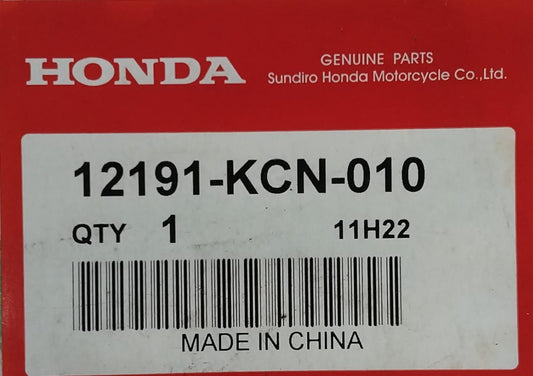 HONDA
GENUINE PARTS
Sundiro Honda Motorcycle Co.,Ltd.
12191-KCN-010
QTY 1 11H22
MADE IN CHINA